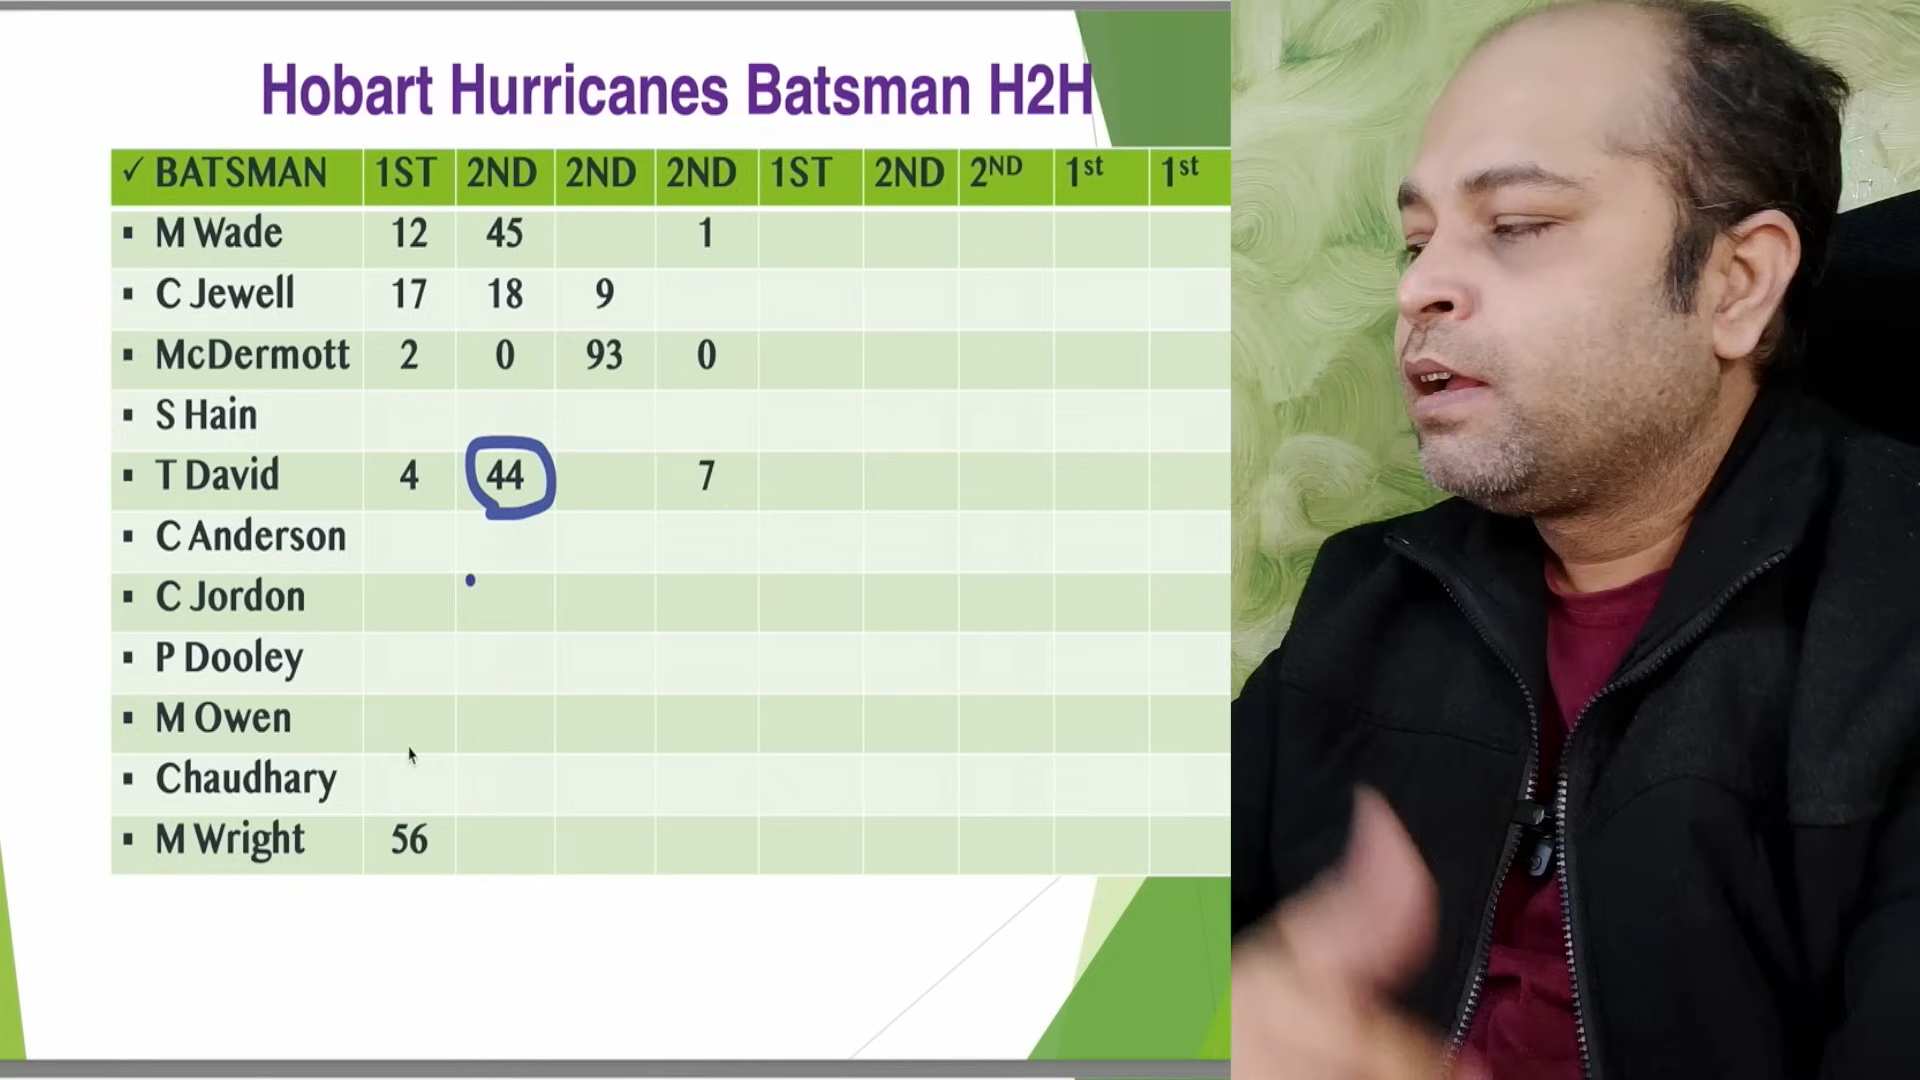 Hobart Hurricanes Batsman H2H
✓ BATSMAN 1ST 2ND 2ND 2ND 1ST 2ND 2ND 1st 1st
▪ M Wade 12 45 1
▪ C Jewell 17 18 9
▪ McDermott 2 0 93 0
▪ S Hain
▪ T David 4 44 7
▪ C Anderson
▪ C Jordon
▪ P Dooley
▪ M Owen
▪ Chaudhary
▪ M Wright 56